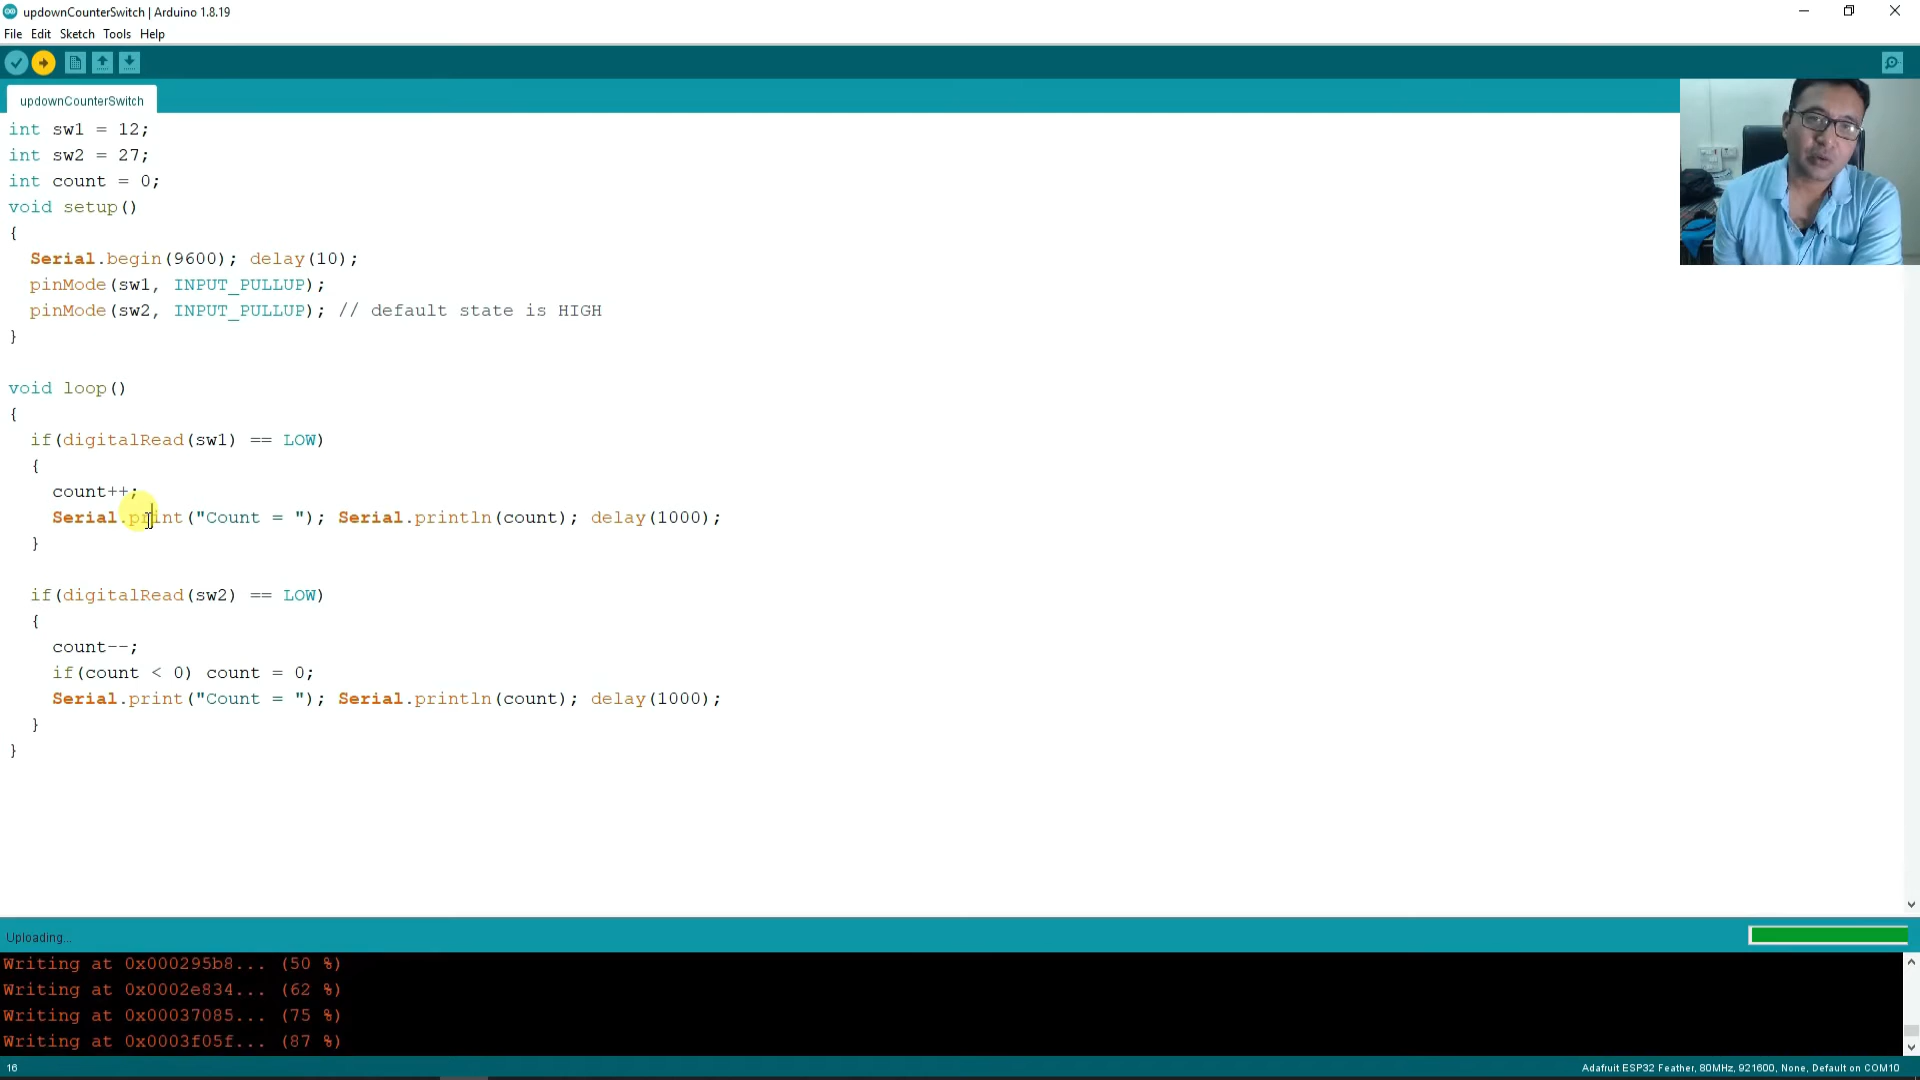 updownCounterSwitch | Arduino 1.8.19
File Edit Sketch Tools Help
updownCounterSwitch
int sw1 = 12;
int sw2 = 27;
int count = 0;
void setup()
{
Serial.begin(9600); delay(10);
pinMode(sw1, INPUT_PULLUP);
pinMode(sw2, INPUT_PULLUP); // default state is HIGH
}
void loop()
{
if(digitalRead(sw1) == LOW)
{
count++;
Serial.print("Count = "); Serial.println(count); delay(1000);
}
if(digitalRead(sw2) == LOW)
{
count--;
if(count < 0) count = 0;
Serial.print("Count = "); Serial.println(count); delay(1000);
}
}
Uploading...
Writing at 0x000295b8... (50 %)
Writing at 0x0002e834... (62 %)
Writing at 0x00037085... (75 %)
Writing at 0x0003f05f... (87 %)
16
Adafruit ESP32 Feather, 80MHz, 921600, None, Default on COM10